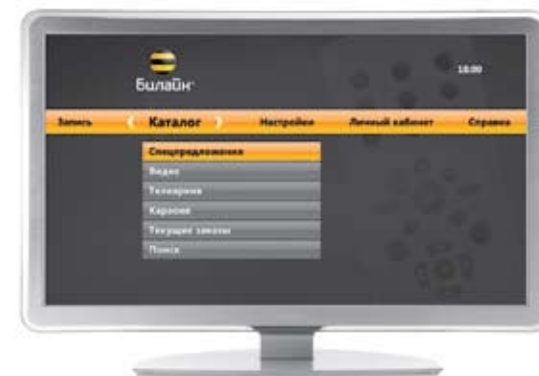 Билайн
18:00
Запись Каталог Настройки Личный кабинет Справка
Спецпредложения
Видео
Телеархив
Караоке
Текущие заказы
Поиск